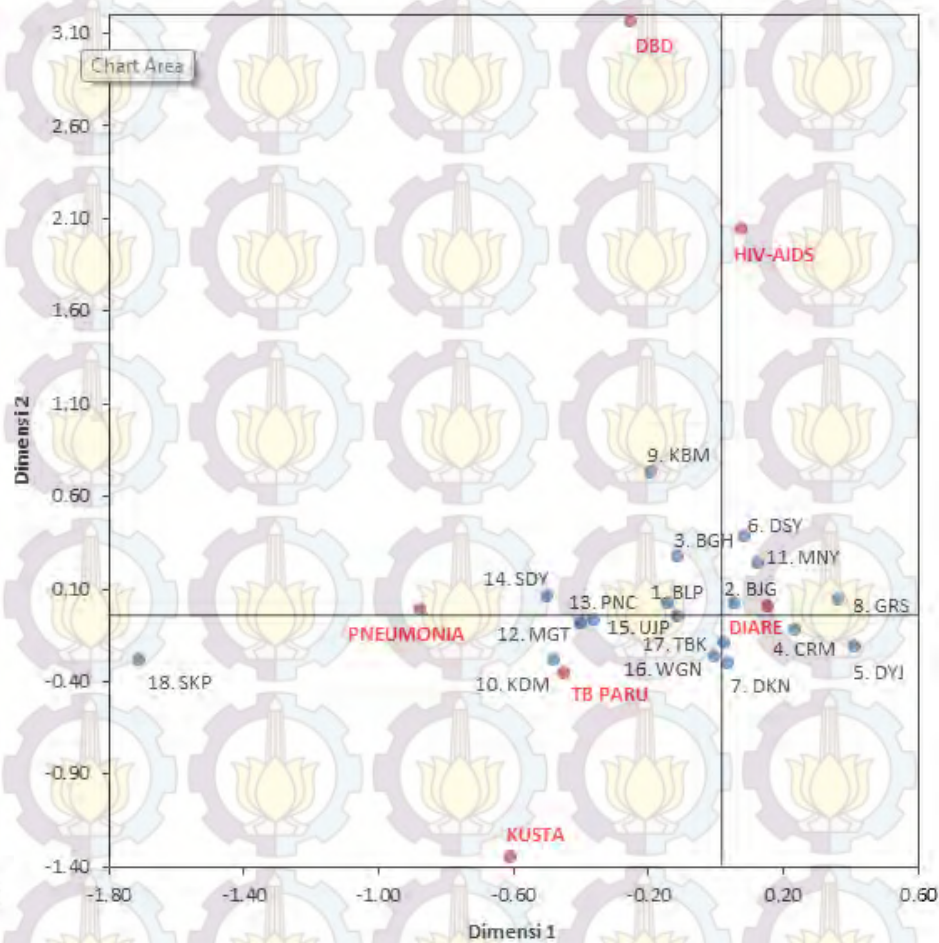 3.10
DBD
Chart Area
2.60
2.10
HIV-AIDS
1.60
1.10
Dimensi 2
9. KBM
0.60
6. DSY
3. BGH
11. MNY
14. SDY
0.10
1. BLP
2. BJG
13. PNC
8. GRS
PNEUMONIA
12. MGT
15. UJP
DIARE
17. TBK
4. CRM
16. WGN
5. DYJ
18. SKP
-0.40
10. KDM
TB PARU
7. DKN
-0.90
KUSTA
-1.40
-1.80
-1.40
-1.00
-0.60
-0.20
0.20
0.60
Dimensi 1